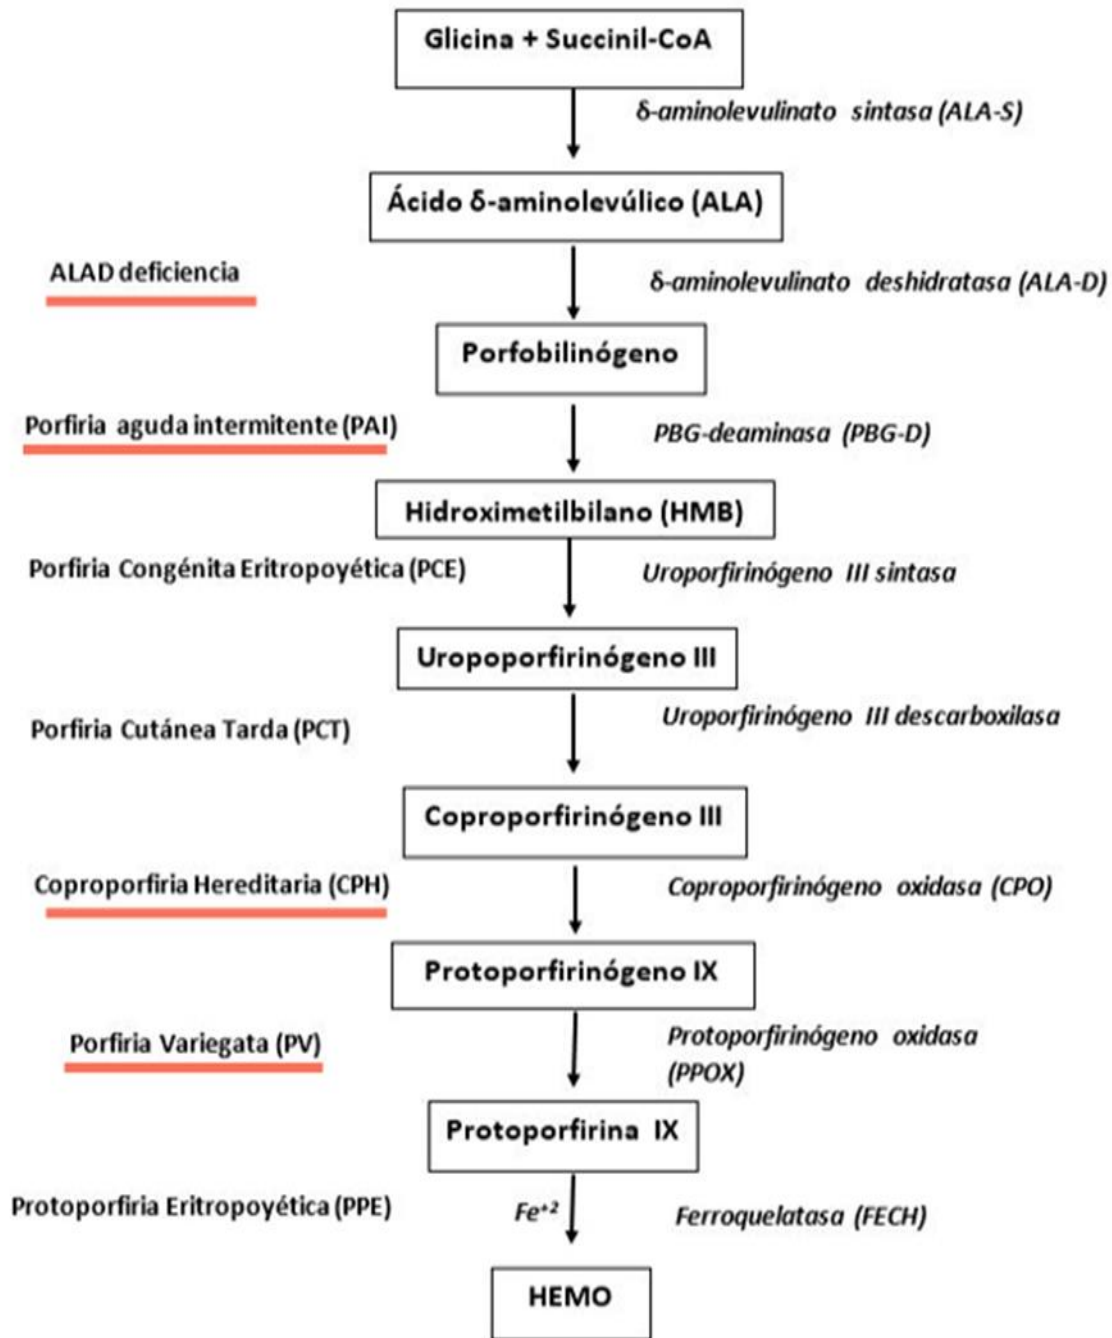 Glicina + Succinil-CoA
δ-aminolevulinato sintasa (ALA-S)
Ácido δ-aminolevúlico (ALA)
ALAD deficiencia
δ-aminolevulinato deshidratasa (ALA-D)
Porfobilinógeno
Porfiria aguda intermitente (PAI)
PBG-deaminasa (PBG-D)
Hidroximetilbilano (HMB)
Porfiria Congénita Eritropoyética (PCE)
Uroporfirinógeno III sintasa
Uropoporfirinógeno III
Porfiria Cutánea Tarda (PCT)
Uroporfirinógeno III descarboxilasa
Coproporfirinógeno III
Coproporfiria Hereditaria (CPH)
Coproporfirinógeno oxidasa (CPO)
Protoporfirinógeno IX
Porfiria Variegata (PV)
Protoporfirinógeno oxidasa
(PPOX)
Protoporfirina IX
Protoporfiria Eritropoyética (PPE)
Fe⁺²
Ferroquelatasa (FECH)
HEMO